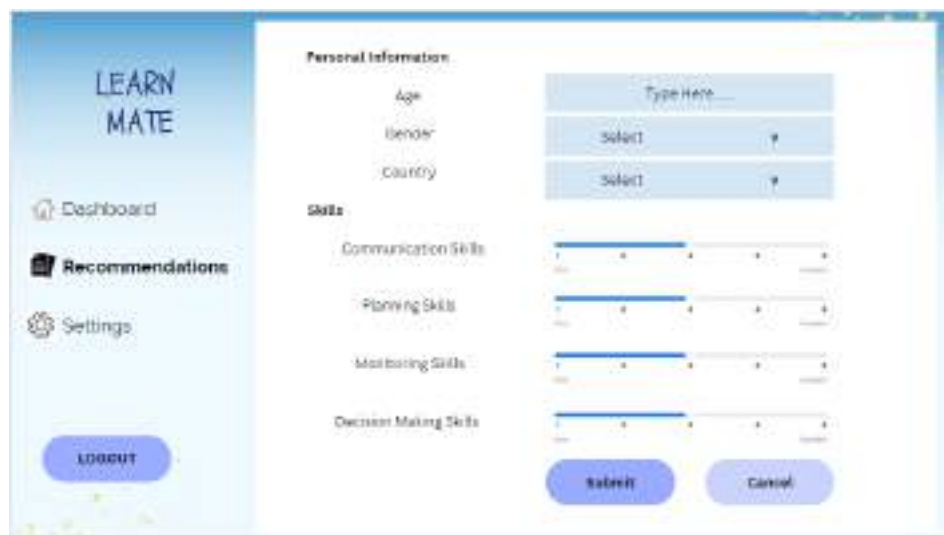 LEARN
MATE
Dashboard
Recommendations
Settings
LOGOUT
Personal Information
Age
Type Here.....
Gender
Select
Country
Select
Skills
Communication Skills
Planning Skills
Monitoring Skills
Decision Making Skills
Submit
Cancel